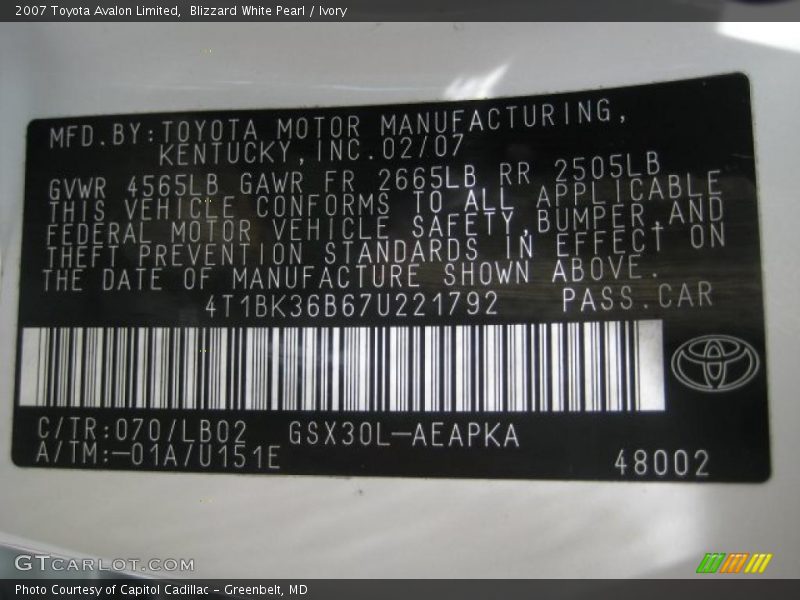 2007 Toyota Avalon Limited,  Blizzard White Pearl / Ivory
MFD.BY:TOYOTA MOTOR MANUFACTURING,
KENTUCKY,INC.02/07
GVWR 4565LB GAWR FR 2665LB RR 2505LB
THIS VEHICLE CONFORMS TO ALL APPLICABLE
FEDERAL MOTOR VEHICLE SAFETY,BUMPER,AND
THEFT PREVENTION STANDARDS IN EFFECT ON
THE DATE OF MANUFACTURE SHOWN ABOVE.
4T1BK36B67U221792 PASS.CAR
C/TR:070/LB02 GSX30L-AEAPKA
A/TM:-01A/U151E
48002
GTCARLOT.COM
Photo Courtesy of Capitol Cadillac - Greenbelt, MD